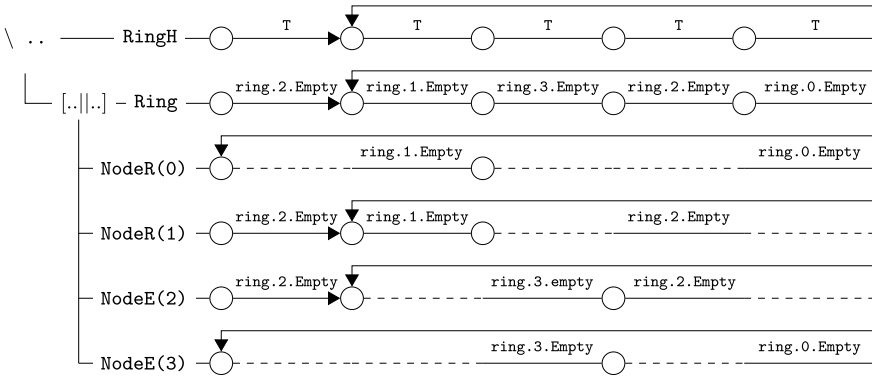 \ .. RingH T T T T T
[..||..] Ring ring.2.Empty ring.1.Empty ring.3.Empty ring.2.Empty ring.0.Empty
NodeR(0) ring.1.Empty ring.0.Empty
NodeR(1) ring.2.Empty ring.1.Empty ring.2.Empty
NodeE(2) ring.2.Empty ring.3.empty ring.2.Empty
NodeE(3) ring.3.Empty ring.0.Empty